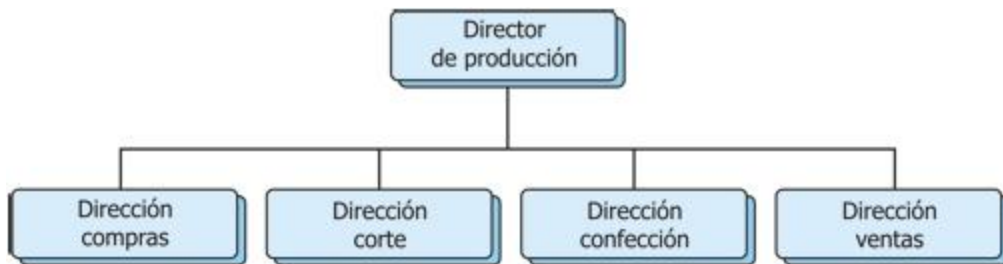 Director
de producción
Dirección
compras
Dirección
corte
Dirección
confección
Dirección
ventas